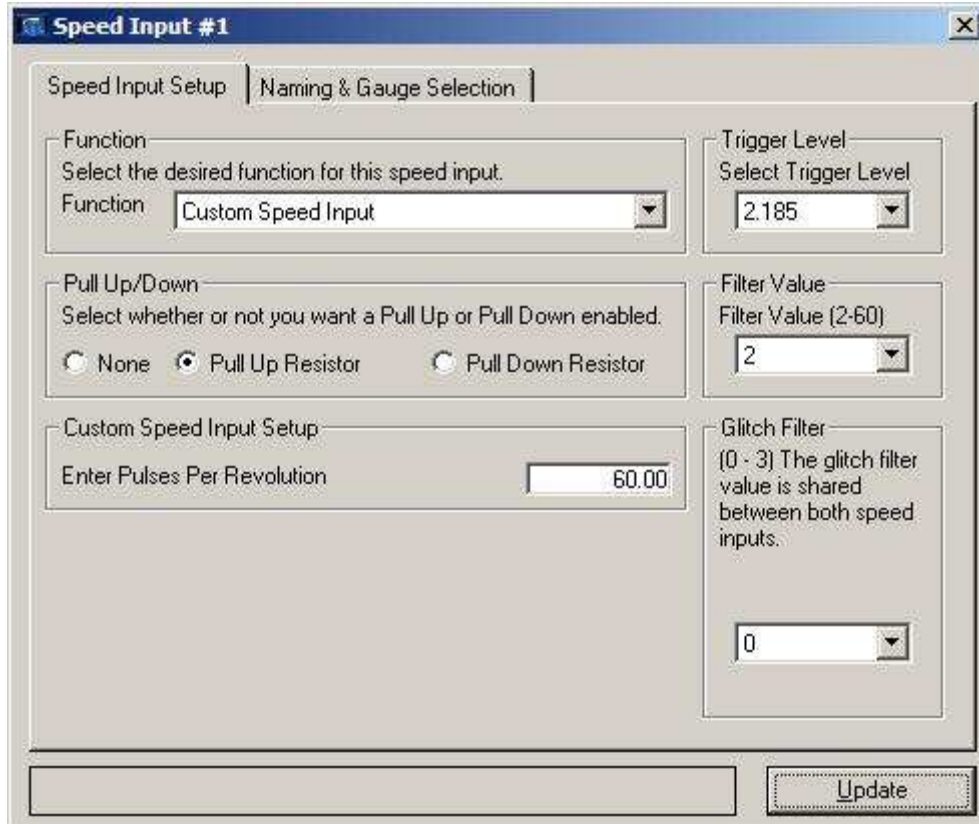 Speed Input #1
Speed Input Setup
Naming & Gauge Selection
Function
Select the desired function for this speed input.
Function
Custom Speed Input
Trigger Level
Select Trigger Level
2.185
Pull Up/Down
Select whether or not you want a Pull Up or Pull Down enabled.
None
Pull Up Resistor
Pull Down Resistor
Filter Value
Filter Value (2-60)
2
Custom Speed Input Setup
Enter Pulses Per Revolution
60.00
Glitch Filter
(0 - 3) The glitch filter
value is shared
between both speed
inputs.
0
Update